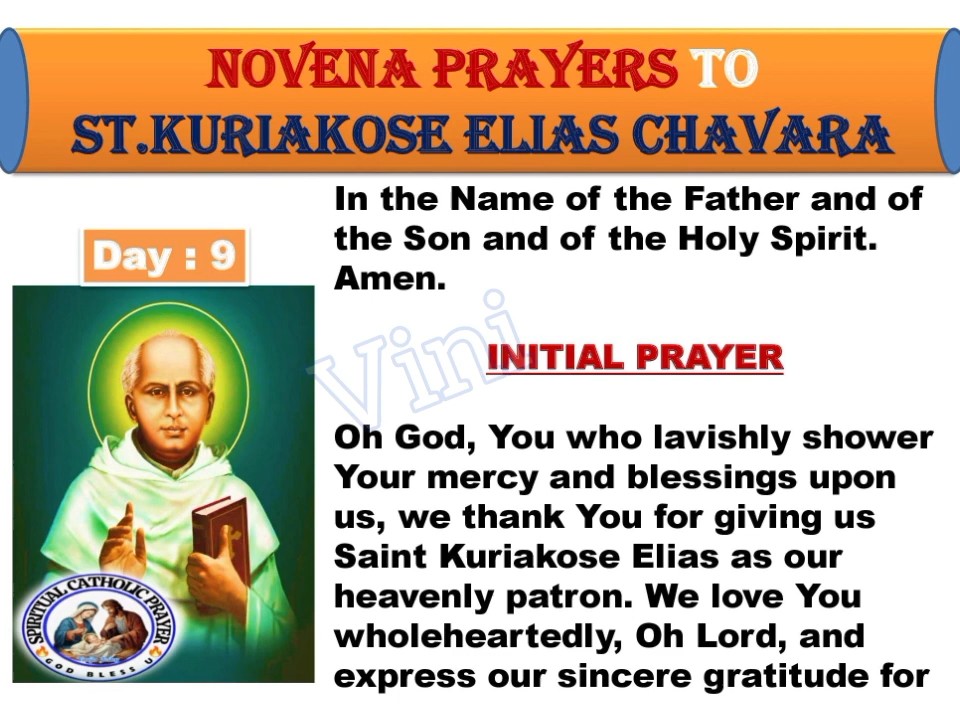 NOVENA PRAYERS TO
ST.KURIAKOSE ELIAS CHAVARA
Day : 9
In the Name of the Father and of
the Son and of the Holy Spirit.
Amen.
INITIAL PRAYER
Vini
Oh God, You who lavishly shower
Your mercy and blessings upon
us, we thank You for giving us
Saint Kuriakose Elias as our
heavenly patron. We love You
wholeheartedly, Oh Lord, and
express our sincere gratitude for
SPIRITUAL CATHOLIC PRAYER
GOD BLESS U